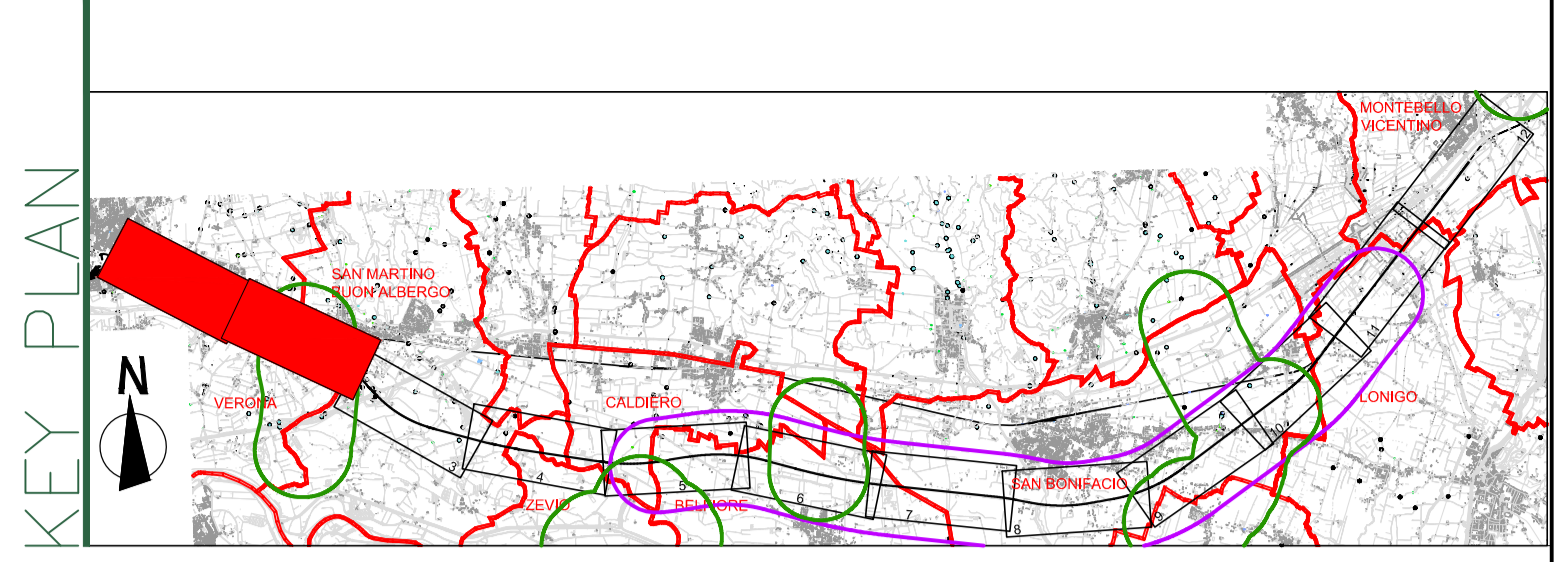 KEY PLAN
MONTEBELLO
VICENTINO
12
SAN MARTINO
BUON ALBERGO
N
VERONA
CALDIERO
LONIGO
11
10
3
4
5
6
7
8
9
ZEVIO
BELFIORE
SAN BONIFACIO